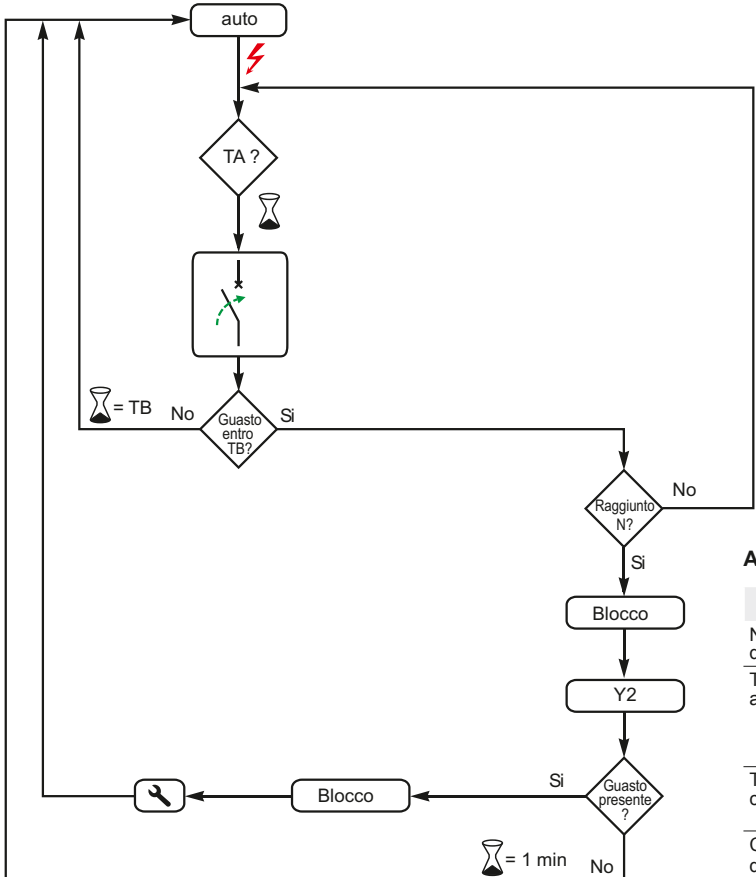 auto
TA ?
= TB
No
Guasto
entro
TB?
Si
Raggiunto
N?
No
Si
Blocco
Y2
Guasto
presente
?
Si
Blocco
= 1 min
No